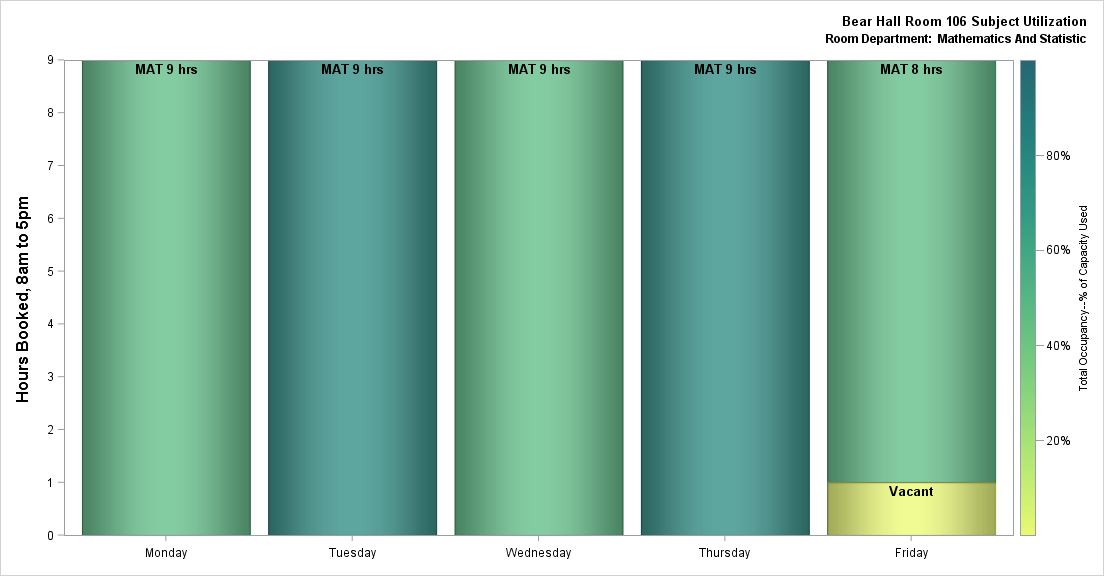 Bear Hall Room 106 Subject Utilization
Room Department: Mathematics And Statistic
Hours Booked, 8am to 5pm
9
8
7
6
5
4
3
2
1
0
MAT 9 hrs
MAT 9 hrs
MAT 9 hrs
MAT 9 hrs
MAT 8 hrs
Vacant
Monday
Tuesday
Wednesday
Thursday
Friday
80%
60%
40%
20%
Total Occupancy--% of Capacity Used